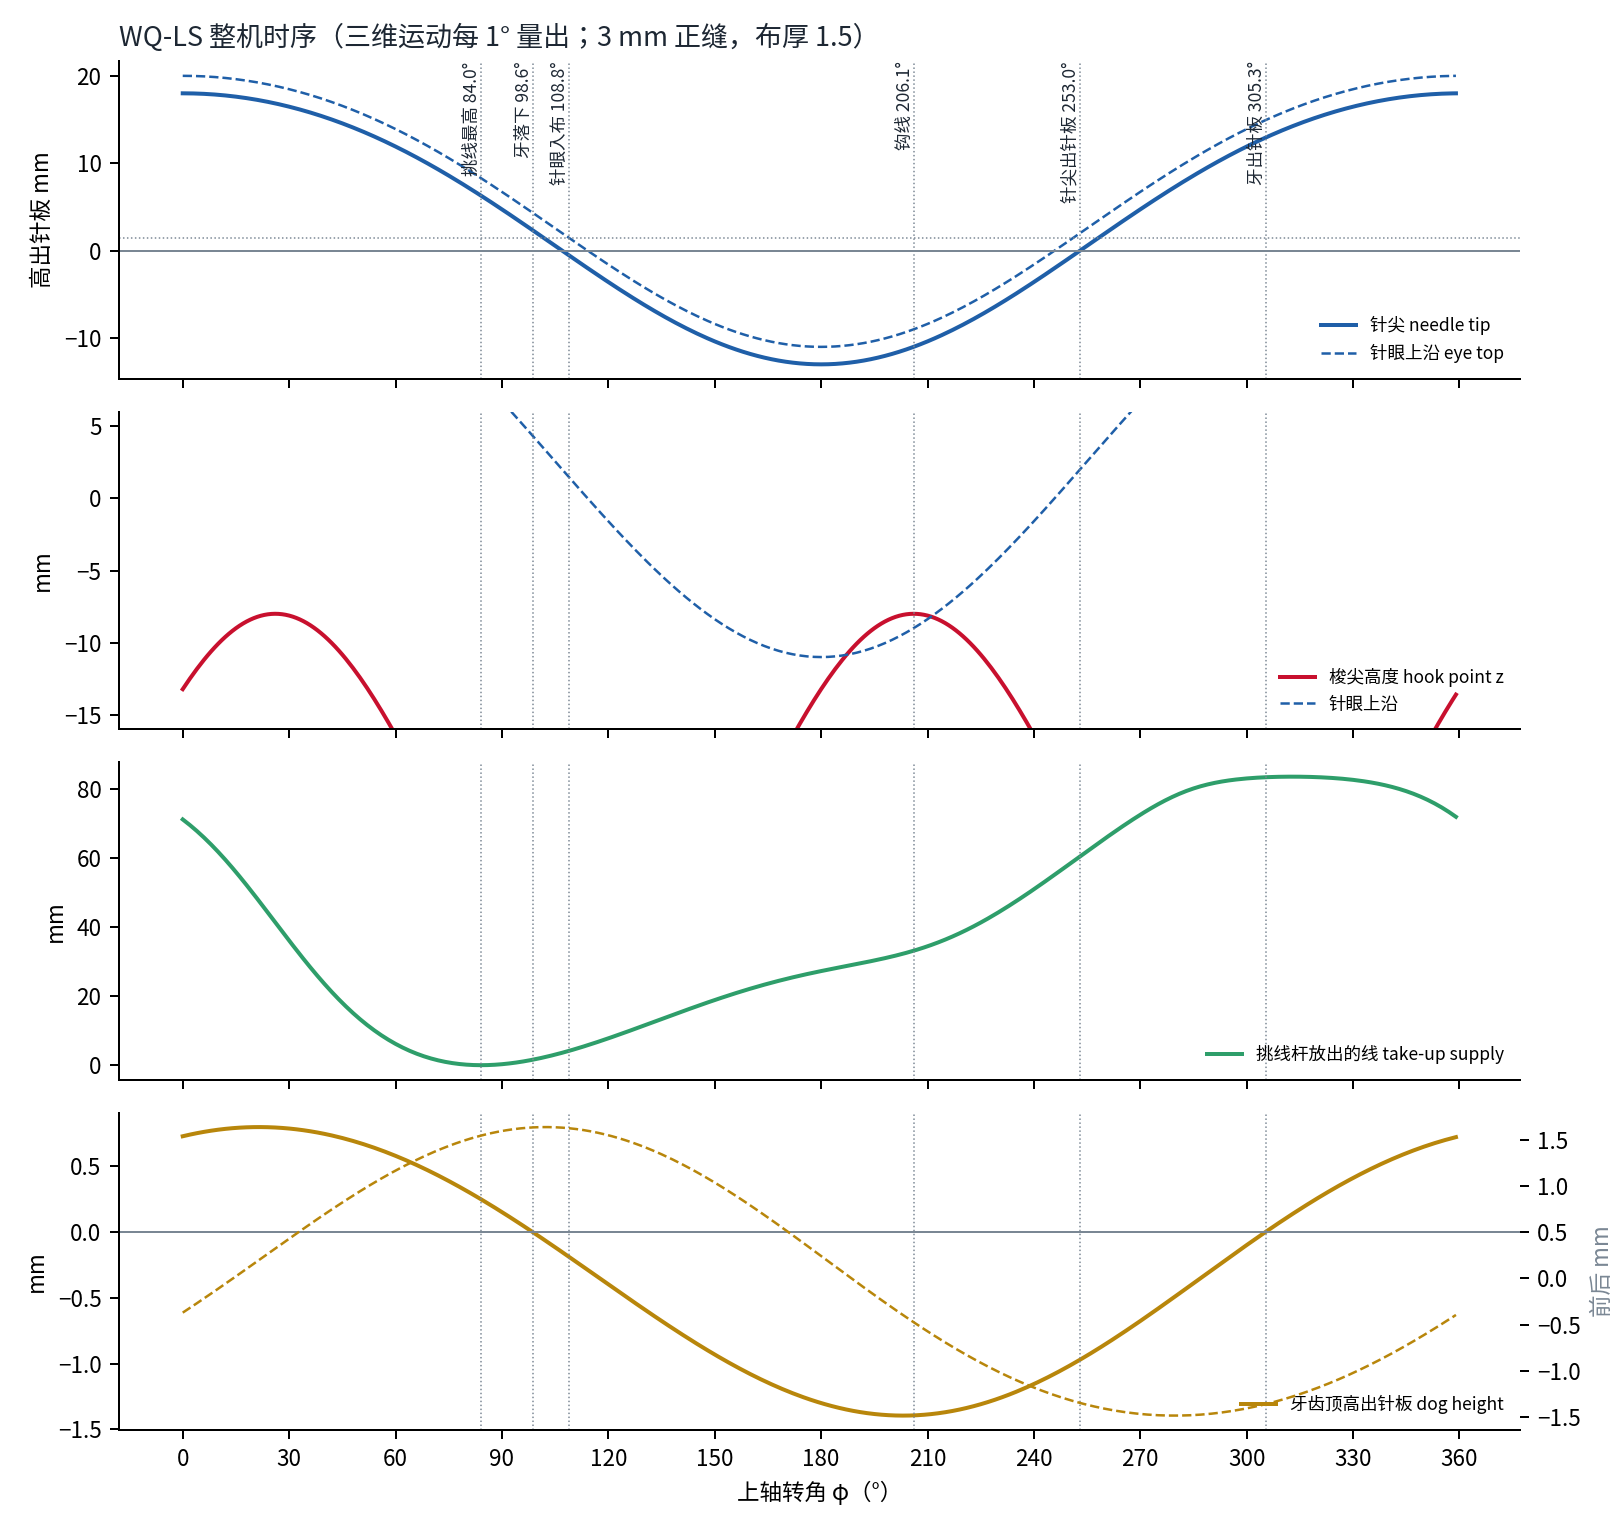 WQ-LS 整机时序（三维运动每 1° 量出；3 mm 正缝，布厚 1.5）
挑线最高 84.0°
牙落下 98.6°
针眼入布 108.8°
钩线 206.1°
针尖出针板 253.0°
牙出针板 305.3°
高出针板 mm
20
10
0
−10
针尖 needle tip
针眼上沿 eye top
mm
5
0
−5
−10
−15
梭尖高度 hook point z
针眼上沿
mm
80
60
40
20
0
挑线杆放出的线 take-up supply
mm
0.5
0.0
−0.5
−1.0
−1.5
牙齿顶高出针板 dog height
1.5
1.0
0.5
0.0
−0.5
−1.0
−1.5
前后 mm
0 30 60 90 120 150 180 210 240 270 300 330 360
上轴转角 φ（°）